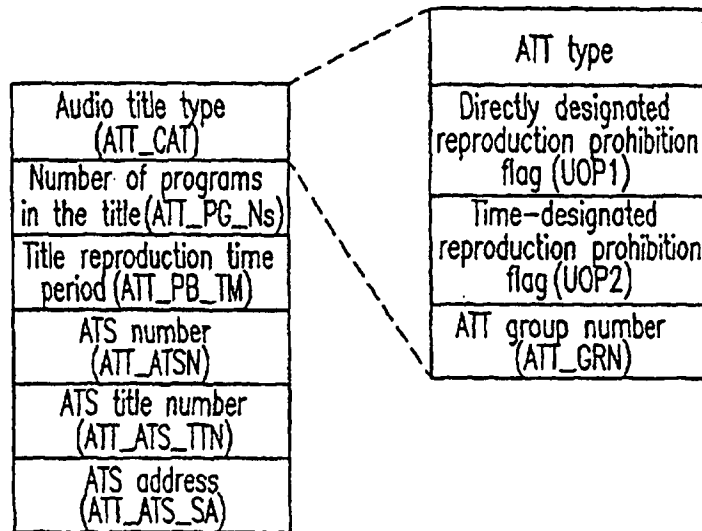 Audio title type
(ATT_CAT)
Number of programs
in the title(ATT_PG_Ns)
Title reproduction time
period(ATT_PB_TM)
ATS number
(ATT_ATSN)
ATS title number
(ATT_ATS_TTN)
ATS address
(ATT_ATS_SA)
ATT type
Directly designated
reproduction prohibition
flag(UOP1)
Time-designated
reproduction prohibition
flag(UOP2)
ATT group number
(ATT_GRN)